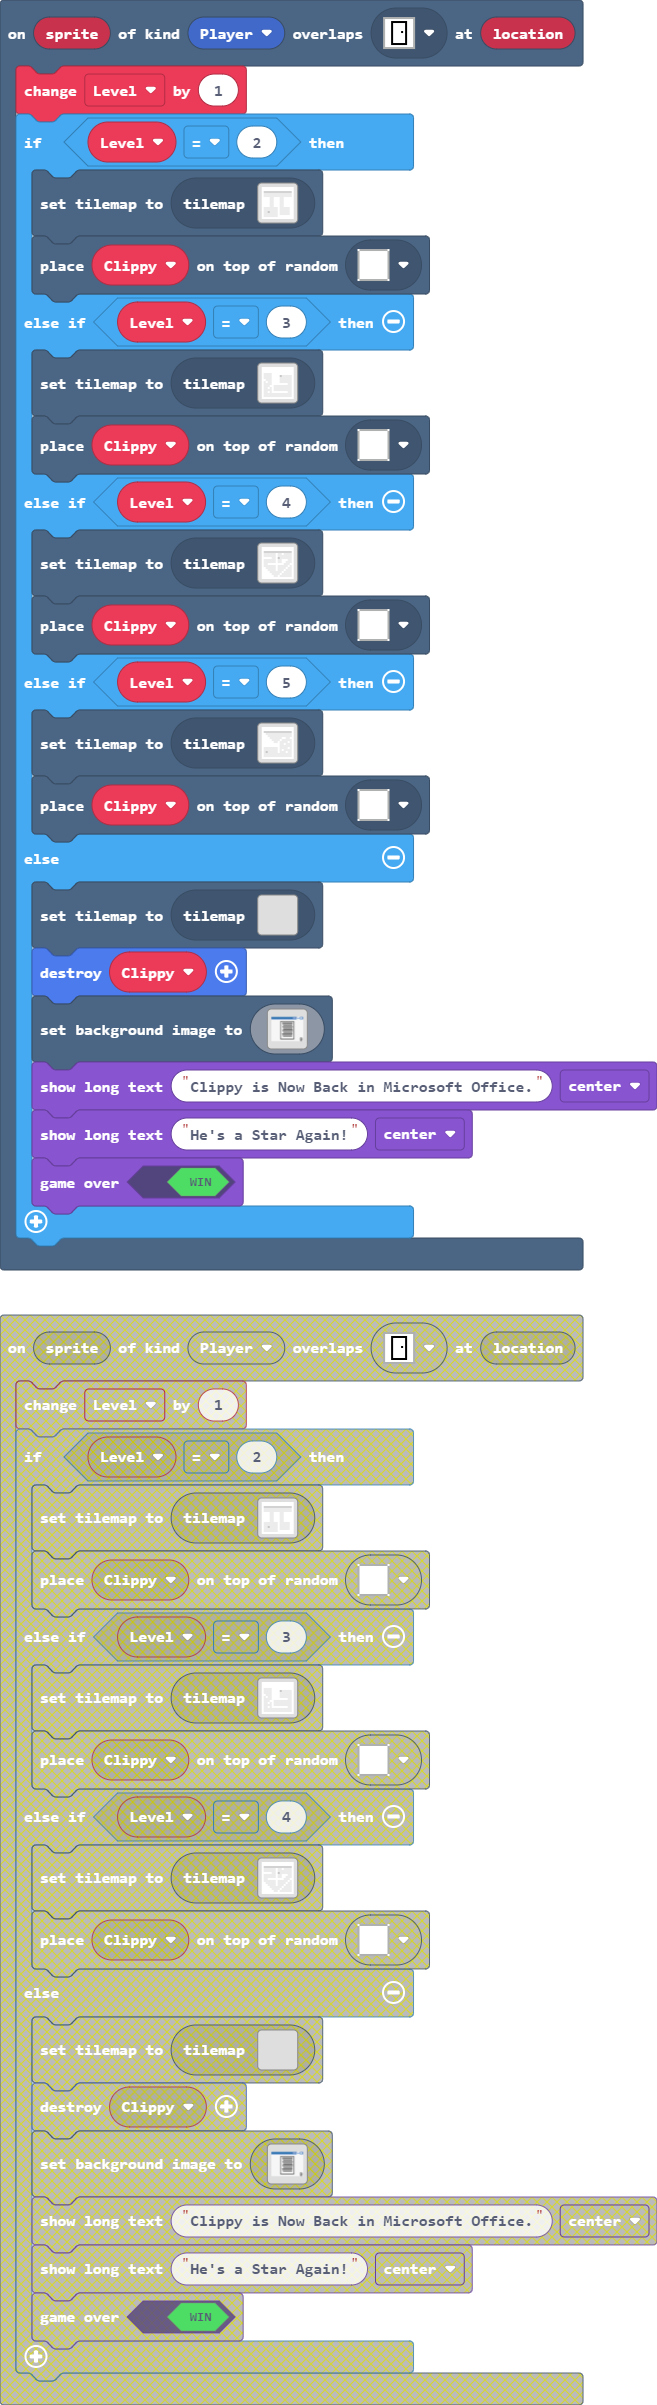 on sprite of kind Player overlaps at location
change Level by 1
if Level = 2 then
set tilemap to tilemap
place Clippy on top of random
else if Level = 3 then
set tilemap to tilemap
place Clippy on top of random
else if Level = 4 then
set tilemap to tilemap
place Clippy on top of random
else if Level = 5 then
set tilemap to tilemap
place Clippy on top of random
else
set tilemap to tilemap
destroy Clippy
set background image to
show long text "Clippy is Now Back in Microsoft Office." center
show long text "He's a Star Again!" center
game over WIN
on sprite of kind Player overlaps at location
change Level by 1
if Level = 2 then
set tilemap to tilemap
place Clippy on top of random
else if Level = 3 then
set tilemap to tilemap
place Clippy on top of random
else if Level = 4 then
set tilemap to tilemap
place Clippy on top of random
else
set tilemap to tilemap
destroy Clippy
set background image to
show long text "Clippy is Now Back in Microsoft Office." center
show long text "He's a Star Again!" center
game over WIN